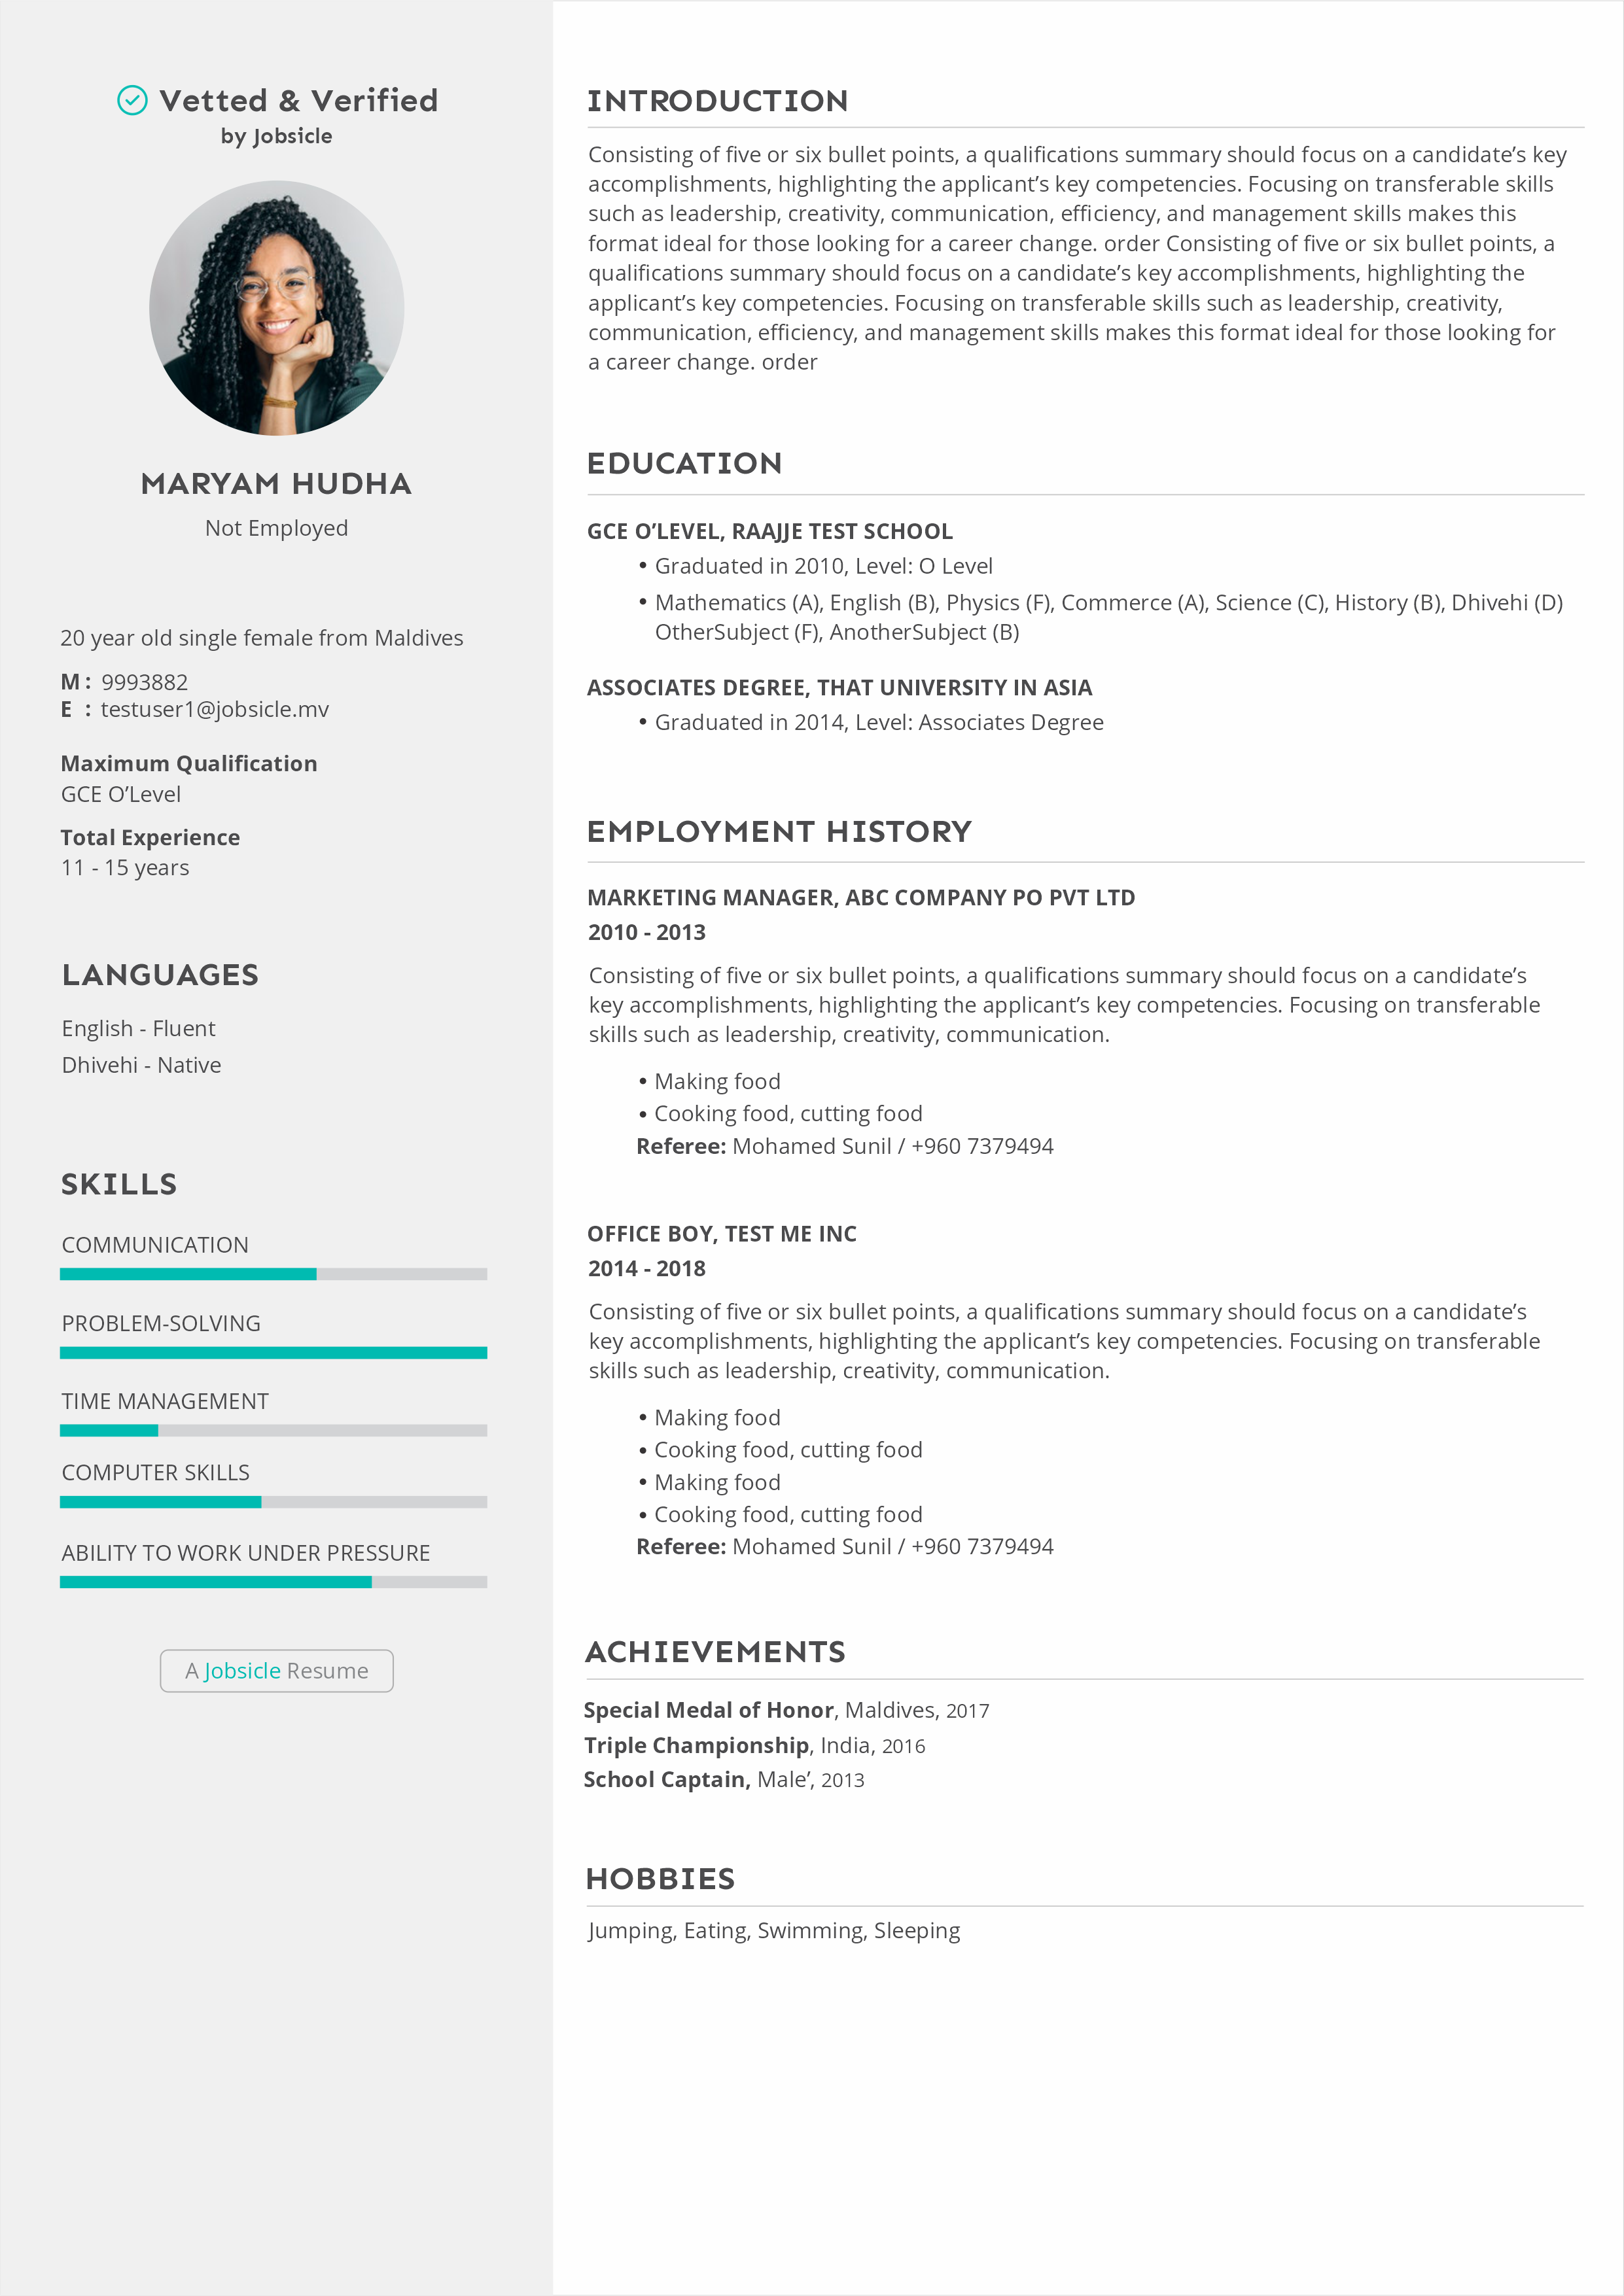 Vetted & Verified
by Jobsicle
MARYAM HUDHA
Not Employed
20 year old single female from Maldives
M : 9993882
E : testuser1@jobsicle.mv
Maximum Qualification
GCE O’Level
Total Experience
11 - 15 years
LANGUAGES
English - Fluent
Dhivehi - Native
SKILLS
COMMUNICATION
PROBLEM-SOLVING
TIME MANAGEMENT
COMPUTER SKILLS
ABILITY TO WORK UNDER PRESSURE
A Jobsicle Resume
INTRODUCTION
Consisting of five or six bullet points, a qualifications summary should focus on a candidate’s key
accomplishments, highlighting the applicant’s key competencies. Focusing on transferable skills
such as leadership, creativity, communication, efficiency, and management skills makes this
format ideal for those looking for a career change. order Consisting of five or six bullet points, a
qualifications summary should focus on a candidate’s key accomplishments, highlighting the
applicant’s key competencies. Focusing on transferable skills such as leadership, creativity,
communication, efficiency, and management skills makes this format ideal for those looking for
a career change. order
EDUCATION
GCE O’LEVEL, RAAJJE TEST SCHOOL
• Graduated in 2010, Level: O Level
• Mathematics (A), English (B), Physics (F), Commerce (A), Science (C), History (B), Dhivehi (D)
OtherSubject (F), AnotherSubject (B)
ASSOCIATES DEGREE, THAT UNIVERSITY IN ASIA
• Graduated in 2014, Level: Associates Degree
EMPLOYMENT HISTORY
MARKETING MANAGER, ABC COMPANY PO PVT LTD
2010 - 2013
Consisting of five or six bullet points, a qualifications summary should focus on a candidate’s
key accomplishments, highlighting the applicant’s key competencies. Focusing on transferable
skills such as leadership, creativity, communication.
• Making food
• Cooking food, cutting food
Referee: Mohamed Sunil / +960 7379494
OFFICE BOY, TEST ME INC
2014 - 2018
Consisting of five or six bullet points, a qualifications summary should focus on a candidate’s
key accomplishments, highlighting the applicant’s key competencies. Focusing on transferable
skills such as leadership, creativity, communication.
• Making food
• Cooking food, cutting food
• Making food
• Cooking food, cutting food
Referee: Mohamed Sunil / +960 7379494
ACHIEVEMENTS
Special Medal of Honor, Maldives, 2017
Triple Championship, India, 2016
School Captain, Male’, 2013
HOBBIES
Jumping, Eating, Swimming, Sleeping